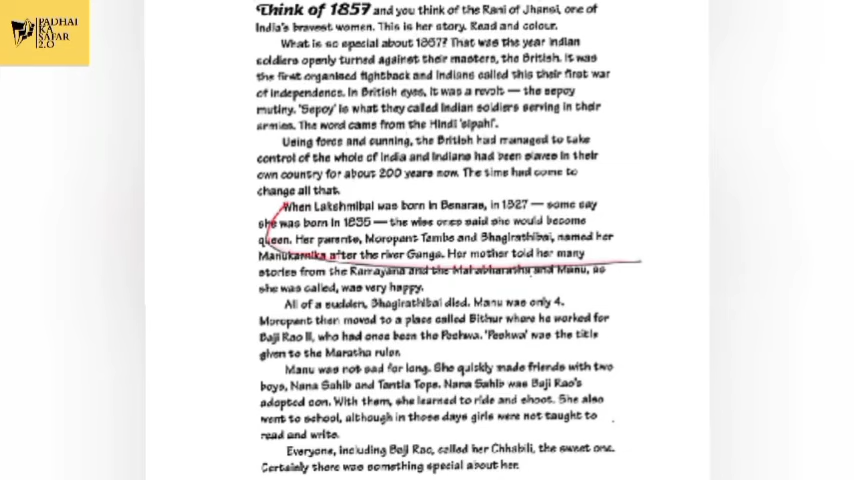 PADHAI
KA
SAFAR
2.0
Think of 1857 and you think of the Rani of Jhansi, one of
India's bravest women. This is her story. Read and colour.
What is so special about 1857? That was the year Indian
soldiers openly turned against their masters, the British. It was
the first organised fightback and Indians called this their first war
of independence. In British eyes, it was a revolt — the sepoy
mutiny. 'Sepoy' is what they called Indian soldiers serving in their
armies. The word came from the Hindi 'sipahi'.
Using force and cunning, the British had managed to take
control of the whole of India and Indians had been slaves in their
own country for about 200 years now. The time had come to
change all that.
When Lakshmibai was born in Benaras, in 1827 — some say
she was born in 1835 — the wise ones said she would become
queen. Her parents, Moropant Tambe and Bhagirathibai, named her
Manukarnika after the river Ganga. Her mother told her many
stories from the Ramayana and the Mahabharatha and Manu, as
she was called, was very happy.
All of a sudden, Bhagirathibai died. Manu was only 4.
Moropant then moved to a place called Bithur where he worked for
Baji Rao II, who had once been the Peshwa. 'Peshwa' was the title
given to the Maratha ruler.
Manu was not sad for long. She quickly made friends with two
boys, Nana Sahib and Tantia Tope. Nana Sahib was Baji Rao's
adopted son. With them, she learned to ride and shoot. She also
went to school, although in those days girls were not taught to
read and write.
Everyone, including Baji Rao, called her Chhabili, the sweet one.
Certainly there was something special about her.